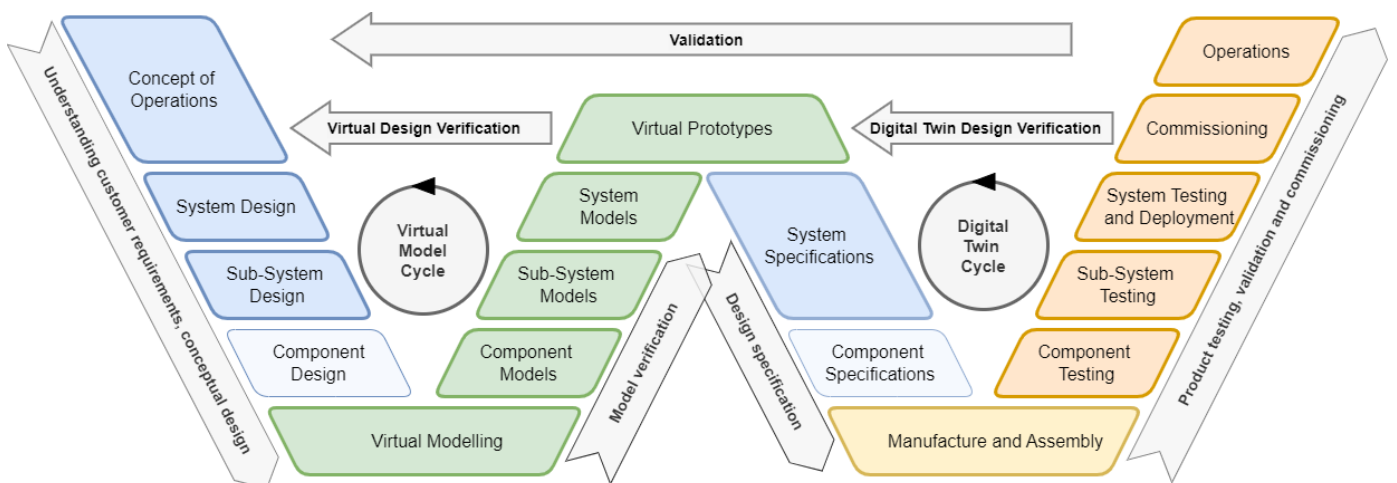 Understanding customer requirements, conceptual design
Concept of
Operations
System Design
Sub-System
Design
Component
Design
Virtual Modelling
Validation
Virtual Design Verification
Virtual
Model
Cycle
Virtual Prototypes
System
Models
Sub-System
Models
Component
Models
Model verification
Design specification
System
Specifications
Component
Specifications
Manufacture and Assembly
Digital Twin Design Verification
Digital
Twin
Cycle
Operations
Commissioning
System Testing
and Deployment
Sub-System
Testing
Component
Testing
Product testing, validation and commissioning